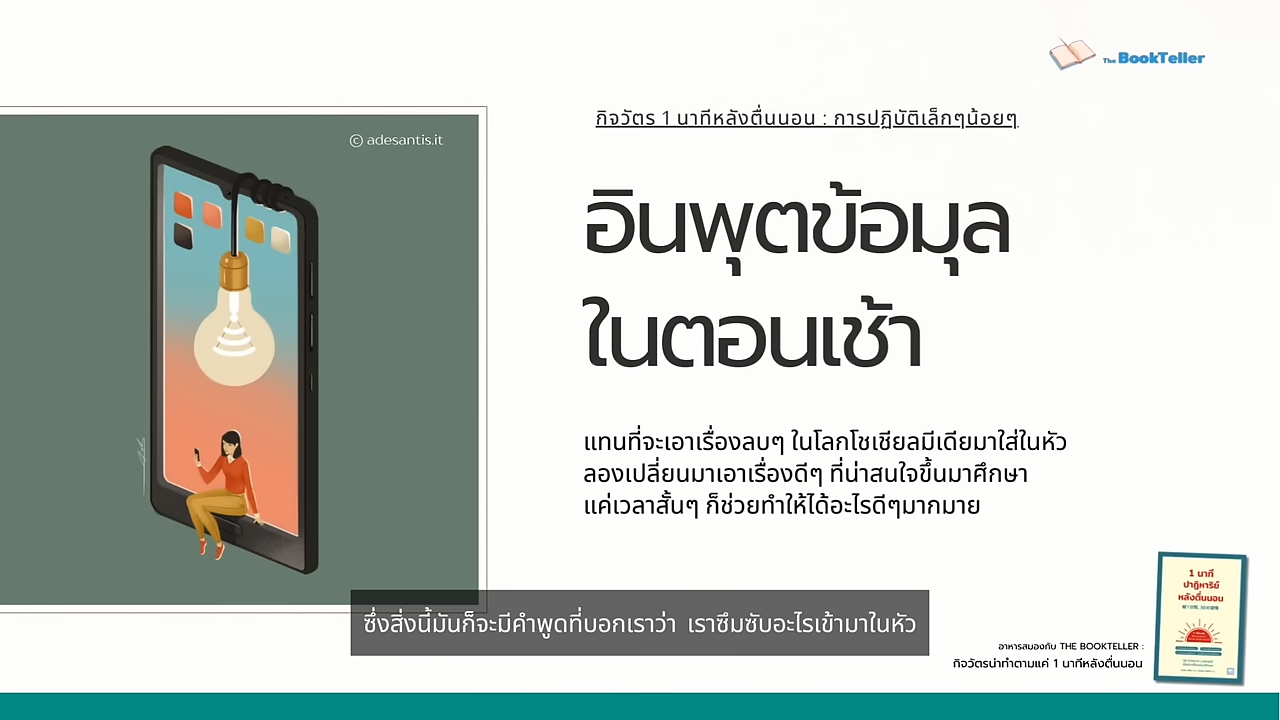 The BookTeller
© adesantis.it
กิจวัตร 1 นาทีหลังตื่นนอน : การปฏิบัติเล็กๆน้อยๆ
อินพุตข้อมุล
ในตอนเช้า
แทนที่จะเอาเรื่องลบๆ ในโลกโชเชียลมีเดียมาใส่ในหัว
ลองเปลี่ยนมาเอาเรื่องดีๆ ที่น่าสนใจขึ้นมาศึกษา
แค่เวลาสั้นๆ ก็ช่วยทำให้ได้อะไรดีๆมากมาย
ซึ่งสิ่งนี้มันก็จะมีคำพูดที่บอกเราว่า เราซึมซับอะไรเข้ามาในหัว
อาหารสมองกับ THE BOOKTELLER :
กิจวัตรน่าทำตามแค่ 1 นาทีหลังตื่นนอน
1 นาที
ปาฏิหาริย์
หลังตื่นนอน